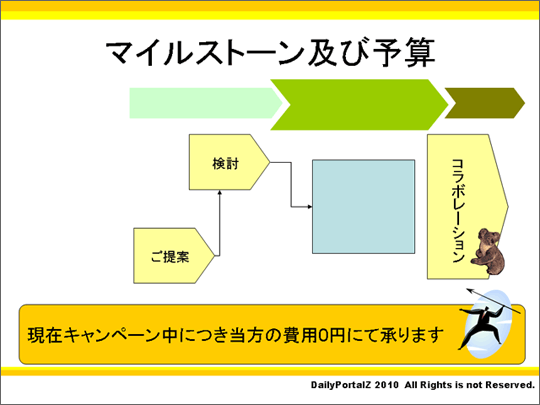 マイルストーン及び予算
検討
コラボレーション
ご提案
現在キャンペーン中につき当方の費用0円にて承ります
DailyPortalZ 2010 All Rights is not Reserved.